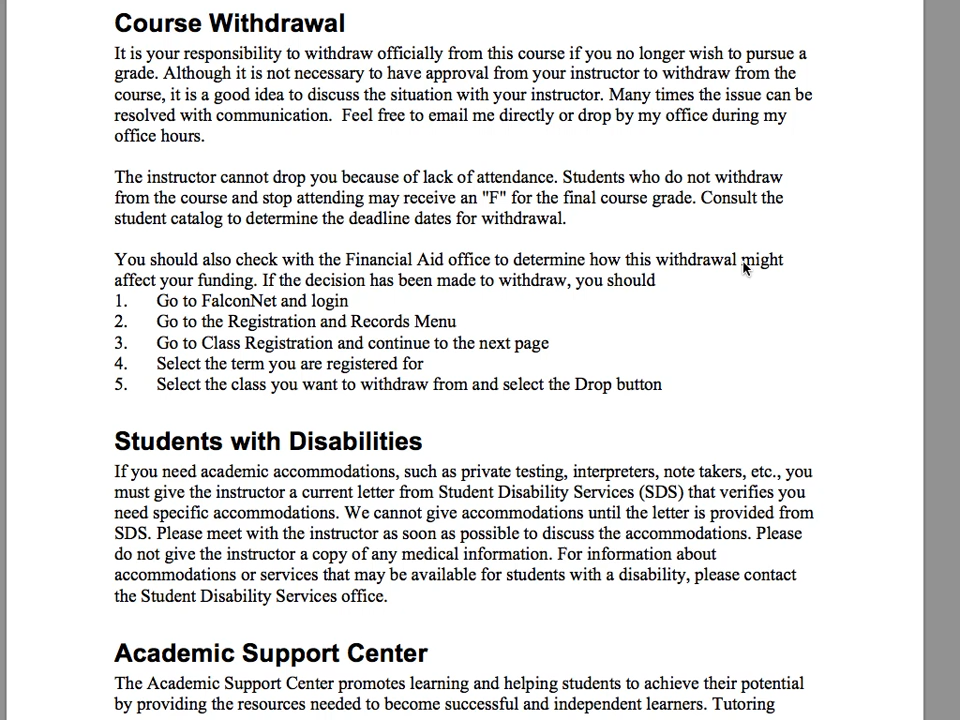 Course Withdrawal
It is your responsibility to withdraw officially from this course if you no longer wish to pursue a
grade. Although it is not necessary to have approval from your instructor to withdraw from the
course, it is a good idea to discuss the situation with your instructor. Many times the issue can be
resolved with communication.  Feel free to email me directly or drop by my office during my
office hours.
The instructor cannot drop you because of lack of attendance. Students who do not withdraw
from the course and stop attending may receive an "F" for the final course grade. Consult the
student catalog to determine the deadline dates for withdrawal.
You should also check with the Financial Aid office to determine how this withdrawal might
affect your funding. If the decision has been made to withdraw, you should
1. Go to FalconNet and login
2. Go to the Registration and Records Menu
3. Go to Class Registration and continue to the next page
4. Select the term you are registered for
5. Select the class you want to withdraw from and select the Drop button
Students with Disabilities
If you need academic accommodations, such as private testing, interpreters, note takers, etc., you
must give the instructor a current letter from Student Disability Services (SDS) that verifies you
need specific accommodations. We cannot give accommodations until the letter is provided from
SDS. Please meet with the instructor as soon as possible to discuss the accommodations. Please
do not give the instructor a copy of any medical information. For information about
accommodations or services that may be available for students with a disability, please contact
the Student Disability Services office.
Academic Support Center
The Academic Support Center promotes learning and helping students to achieve their potential
by providing the resources needed to become successful and independent learners. Tutoring